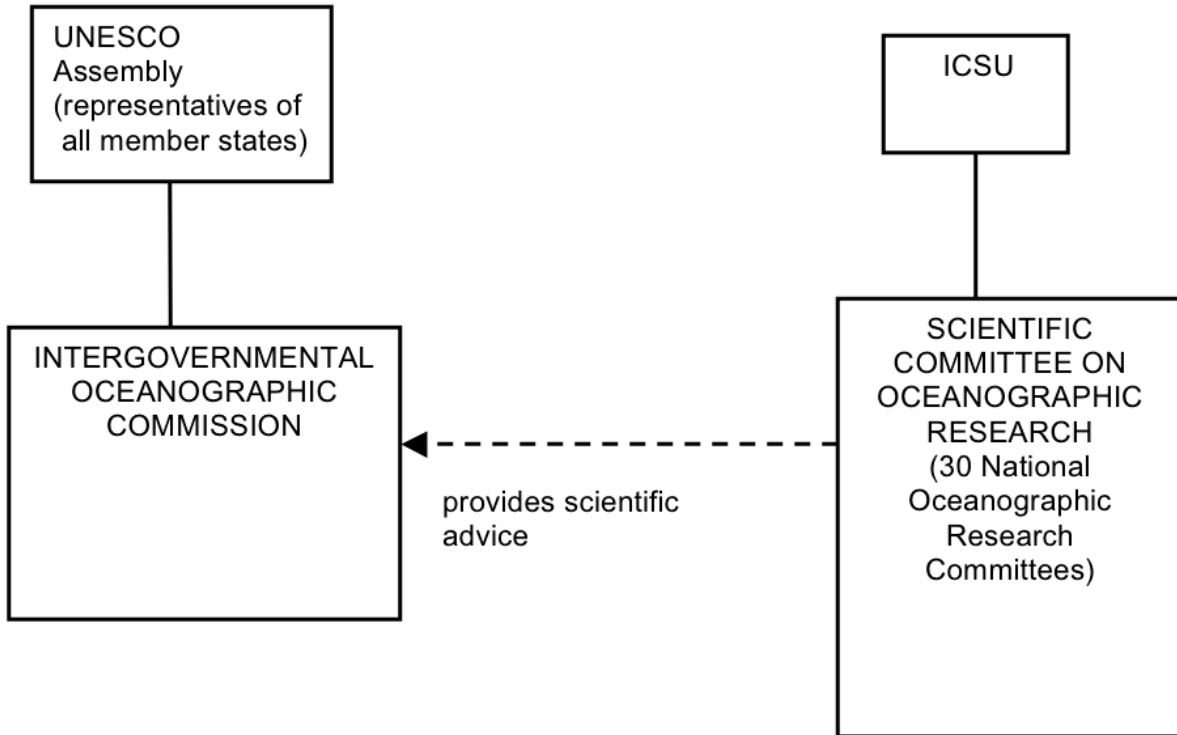 UNESCO
Assembly
(representatives of
all member states)
ICSU
INTERGOVERNMENTAL
OCEANOGRAPHIC
COMMISSION
provides scientific
advice
SCIENTIFIC
COMMITTEE ON
OCEANOGRAPHIC
RESEARCH
(30 National
Oceanographic
Research
Committees)